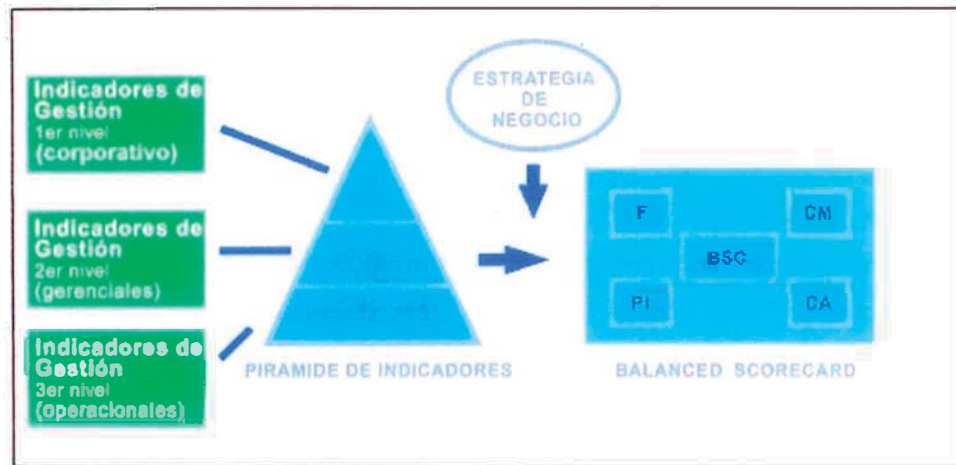 Indicadores de
Gestión
1er nivel
(corporativo)
Indicadores de
Gestión
2er nivel
(gerenciales)
Indicadores de
Gestión
3er nivel
(operacionales)
PIRAMIDE DE INDICADORES
ESTRATEGIA
DE
NEGOCIO
F
CM
BSC
PI
CA
BALANCED SCORECARD